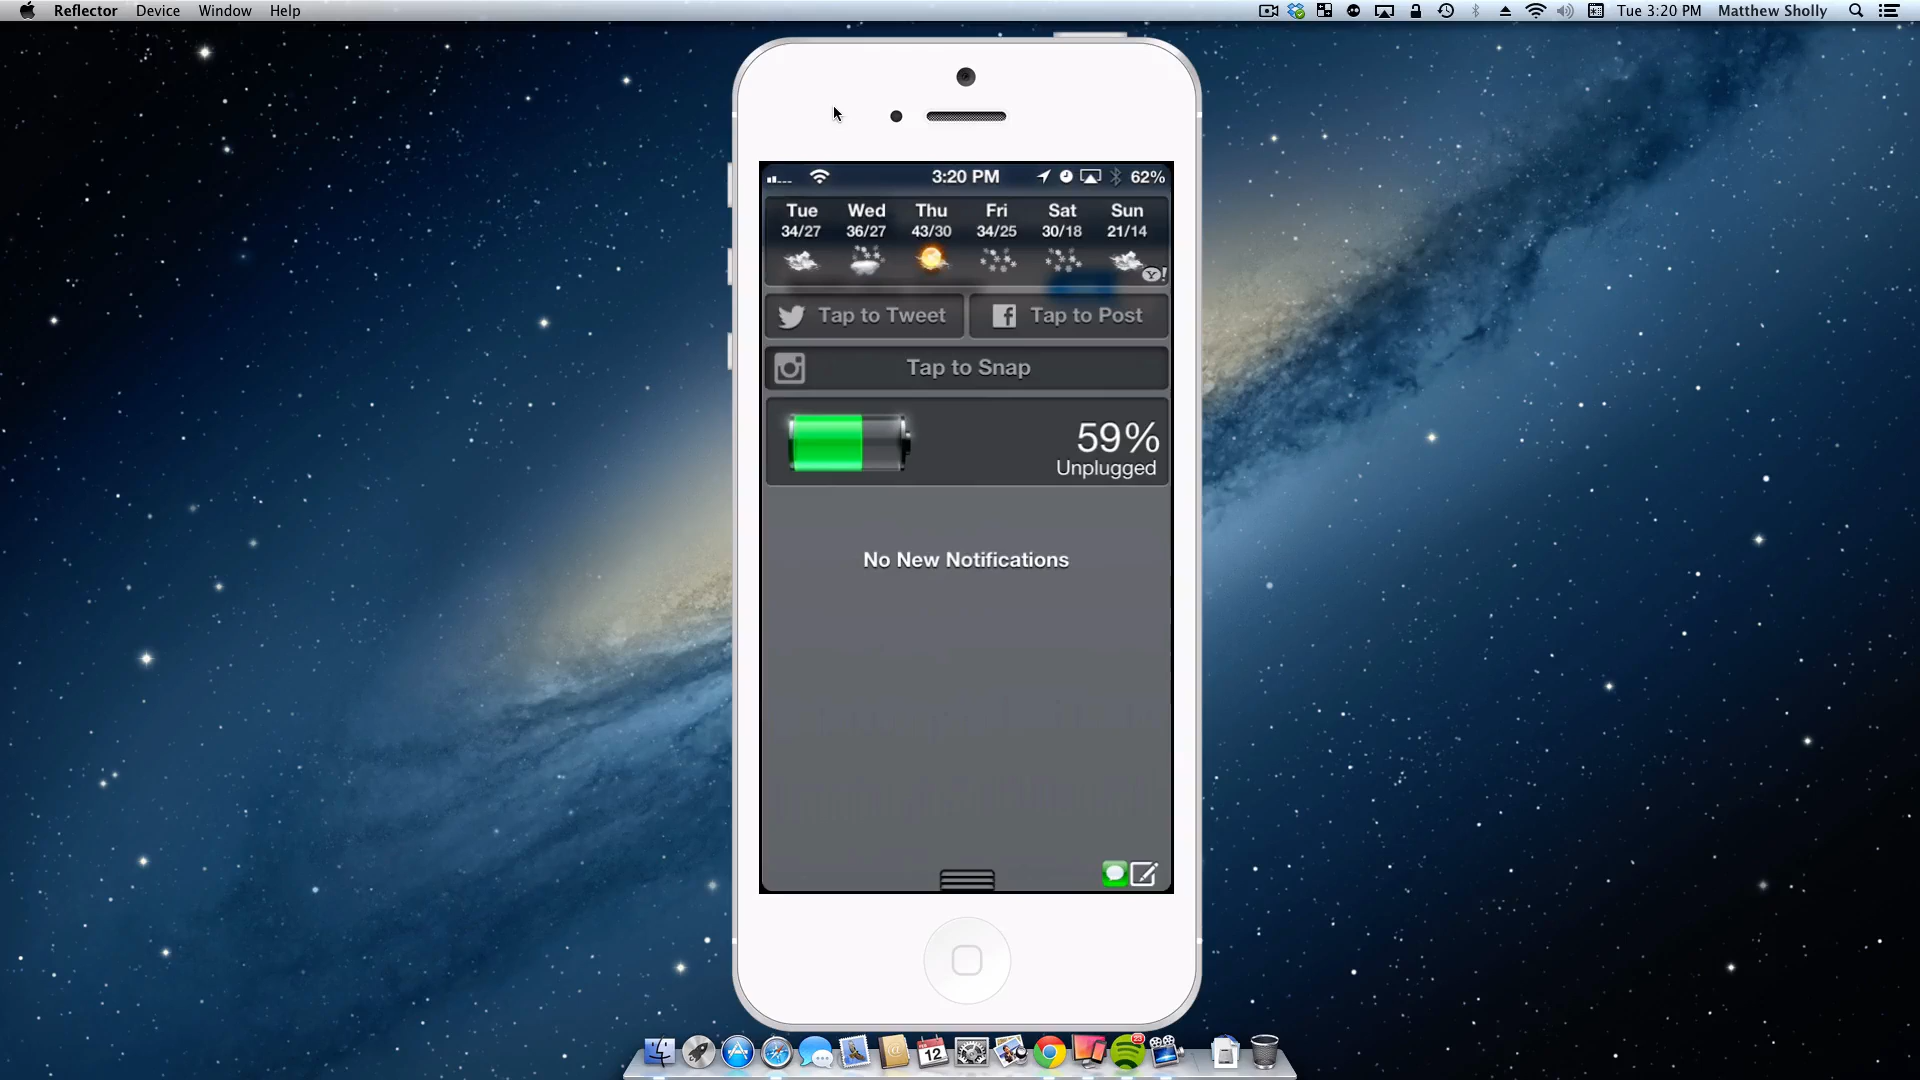 Reflector Device Window Help
Tue 3:20 PM Matthew Sholly
3:20 PM 62%
Tue Wed Thu Fri Sat Sun
34/27 36/27 43/30 34/25 30/18 21/14
Y!
Tap to Tweet Tap to Post
Tap to Snap
59%
Unplugged
No New Notifications
12
23